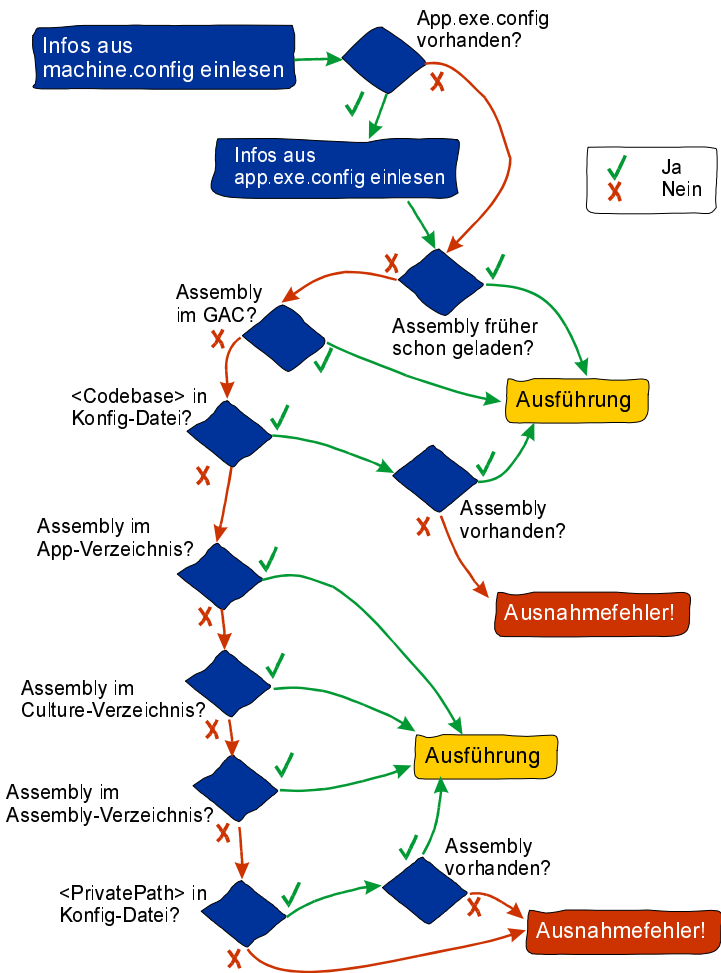 App.exe.config
vorhanden?
Infos aus
machine.config einlesen
Infos aus
app.exe.config einlesen
Ja
Nein
Assembly
im GAC?
Assembly früher
schon geladen?
<Codebase> in
Konfig-Datei?
Ausführung
Assembly
vorhanden?
Assembly im
App-Verzeichnis?
Ausnahmefehler!
Assembly im
Culture-Verzeichnis?
Ausführung
Assembly im
Assembly-Verzeichnis?
Assembly
vorhanden?
<PrivatePath> in
Konfig-Datei?
Ausnahmefehler!